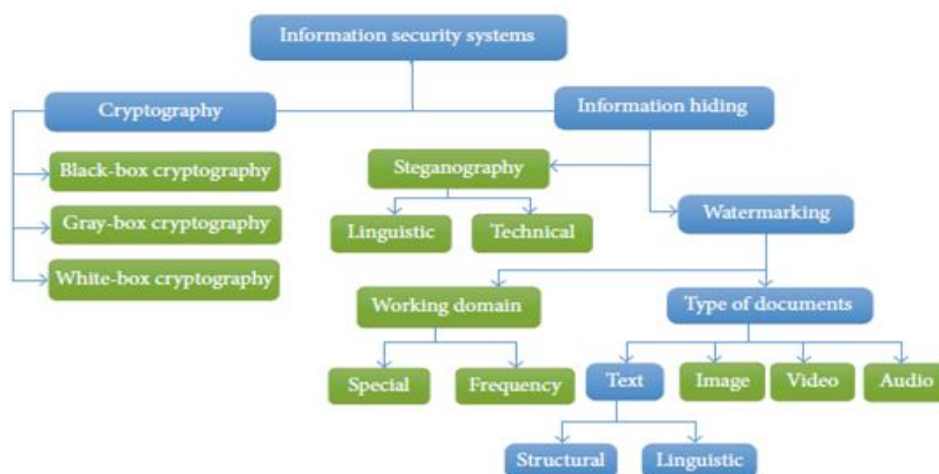 Information security systems
Cryptography
Information hiding
Black-box cryptography
Steganography
Gray-box cryptography
Linguistic
Technical
Watermarking
White-box cryptography
Working domain
Type of documents
Special
Frequency
Text
Image
Video
Audio
Structural
Linguistic